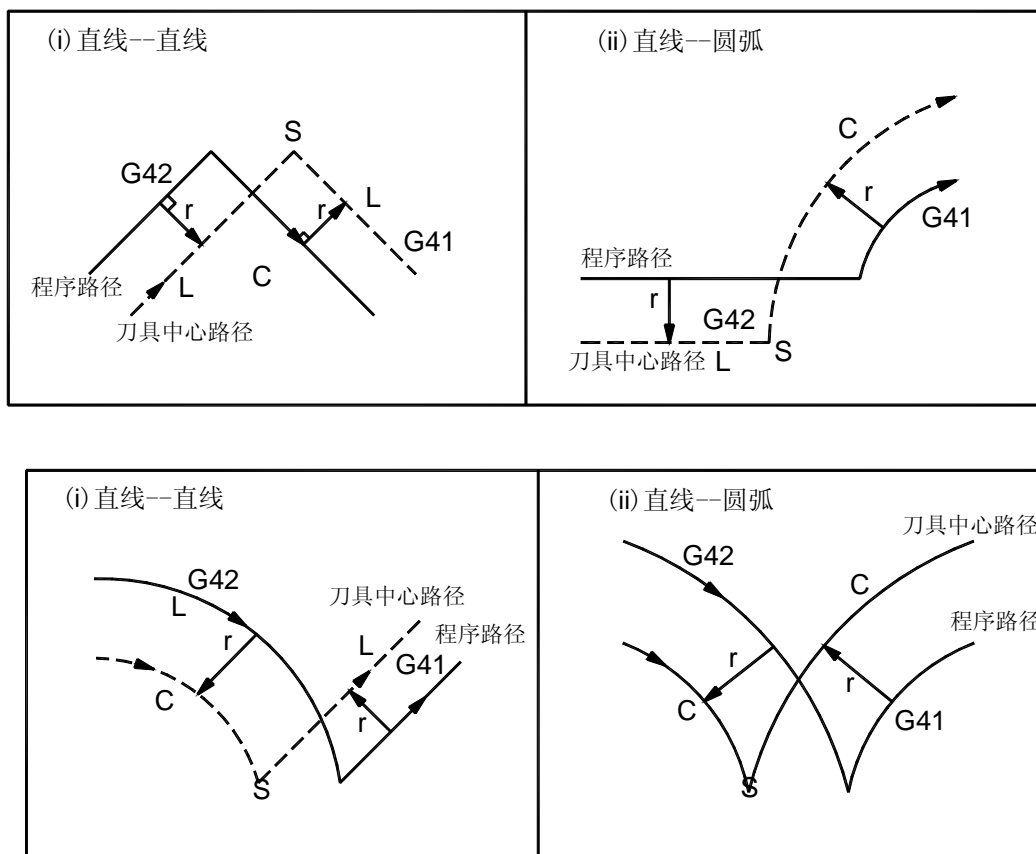 (i) 直线--直线
S
G42
r
r
L
G41
程序路径
L
C
刀具中心路径
(ii) 直线--圆弧
C
r
G41
程序路径
r
G42
S
刀具中心路径 L
(i) 直线--直线
G42
L
刀具中心路径
程序路径
r
L
G41
C
r
S
(ii) 直线--圆弧
刀具中心路径
G42
C
程序路径
r
r
C
G41
S